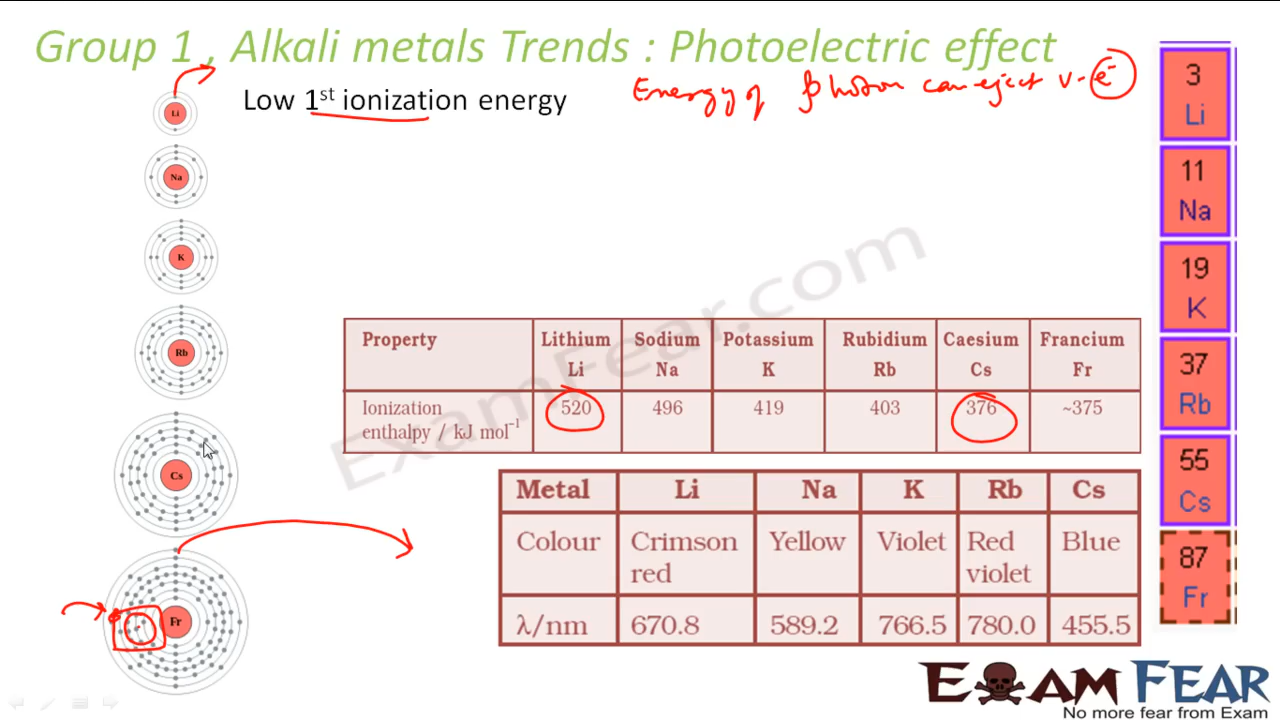 Group 1 , Alkali metals Trends : Photoelectric effect
Low 1st ionization energy
Energy of photon can eject v-e-
Li
Na
K
Rb
Cs
Fr
3
Li
11
Na
19
K
37
Rb
55
Cs
87
Fr
ExamFear.com
Property Lithium Li Sodium Na Potassium K Rubidium Rb Caesium Cs Francium Fr
Ionization enthalpy / kJ mol−1 520 496 419 403 376 ~375
Metal Li Na K Rb Cs
Colour Crimson red Yellow Violet Red violet Blue
λ/nm 670.8 589.2 766.5 780.0 455.5
EXAM FEAR
No more fear from Exam